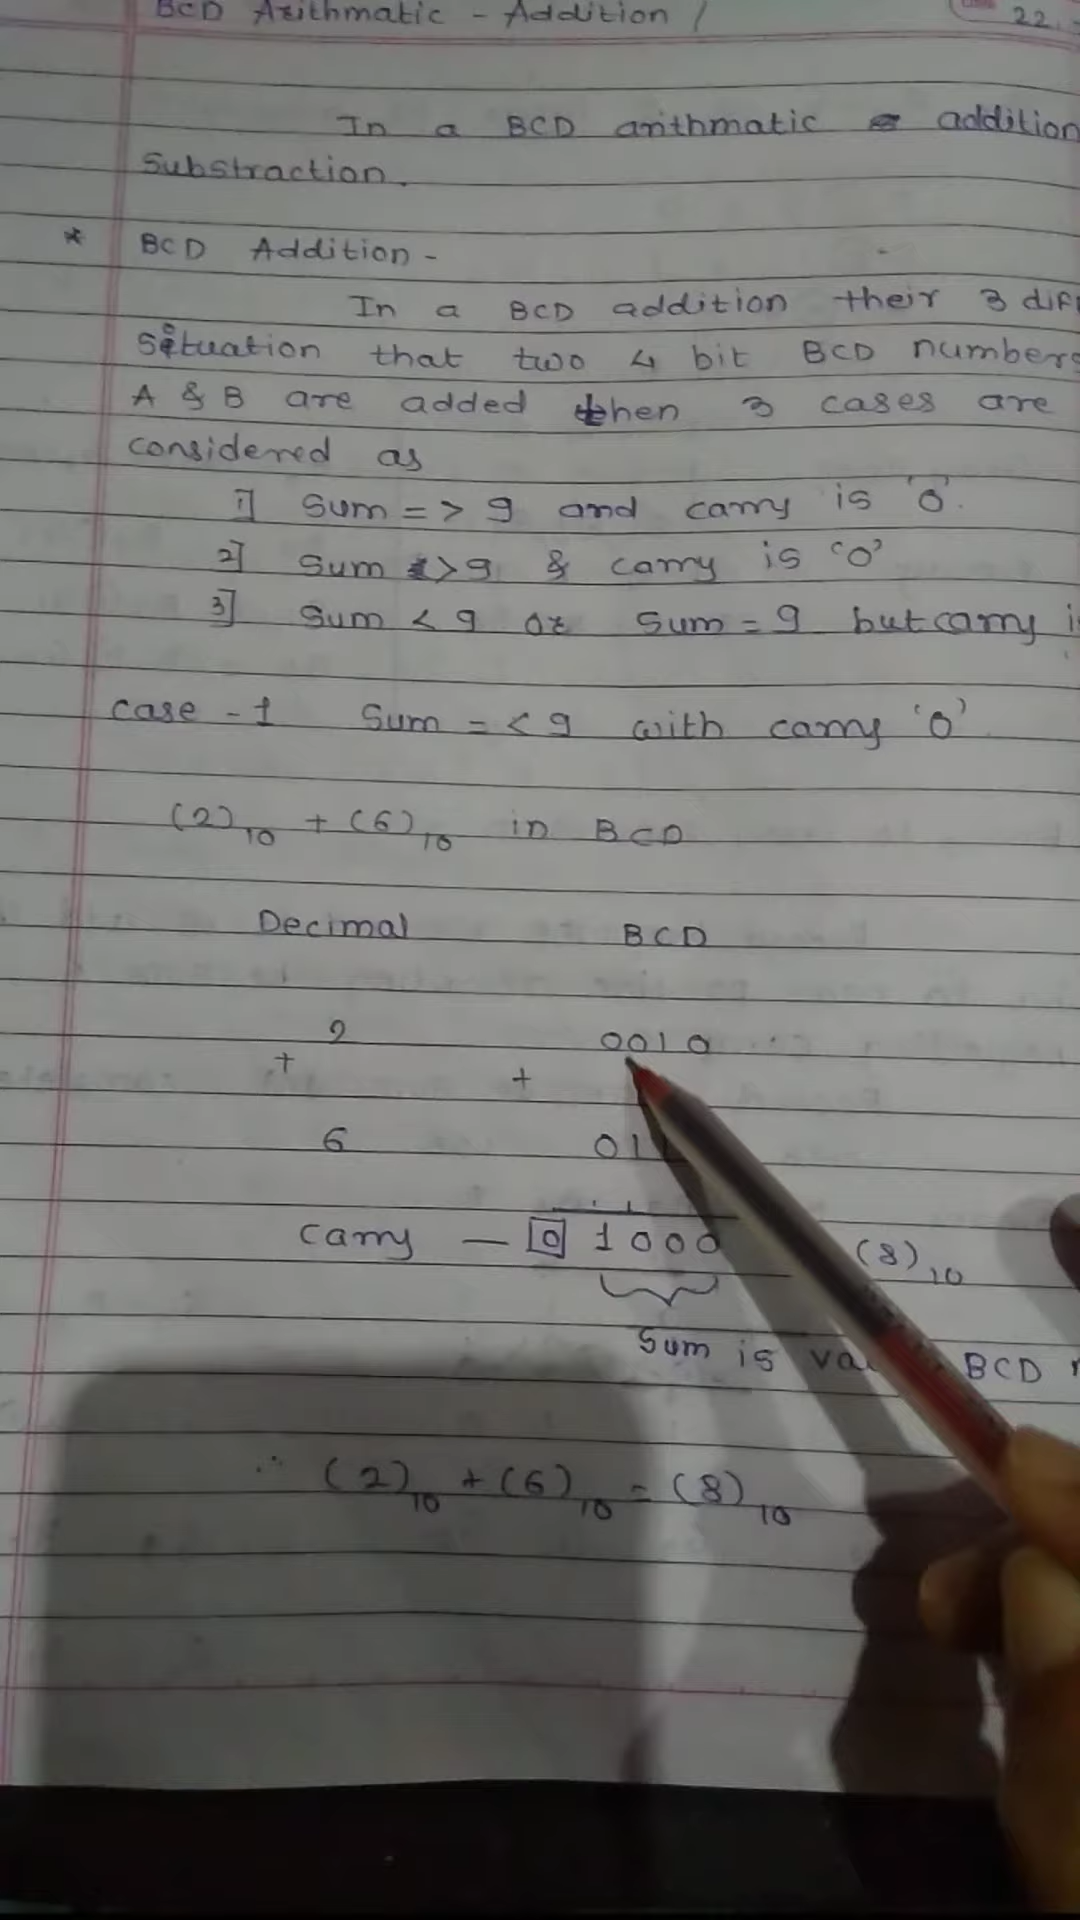 BCD Arithmatic - Addition
22
In a BCD arithmatic addition
Substraction.
* BCD Addition -
In a BCD addition their 3 diff
Situation that two 4 bit BCD numbers
A & B are added then 3 cases are
considered as
1] Sum = > 9 and carry is '0'.
2] Sum > 9 & carry is '0'
3] Sum < 9 or Sum = 9 but carry i
Case - 1 Sum = < 9 with carry '0'
(2)10 + (6)10 in BCD
Decimal BCD
2 0010
+ +
6 011
carry — 0 1000 (8)10
Sum is BCD
∴ (2)10 + (6)10 = (8)10